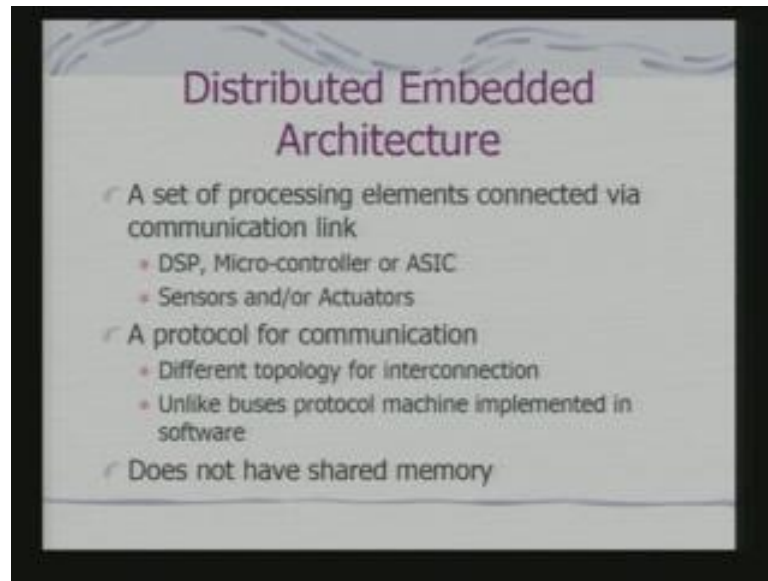 Distributed Embedded
Architecture
A set of processing elements connected via
communication link
DSP, Micro-controller or ASIC
Sensors and/or Actuators
A protocol for communication
Different topology for interconnection
Unlike buses protocol machine implemented in
software
Does not have shared memory